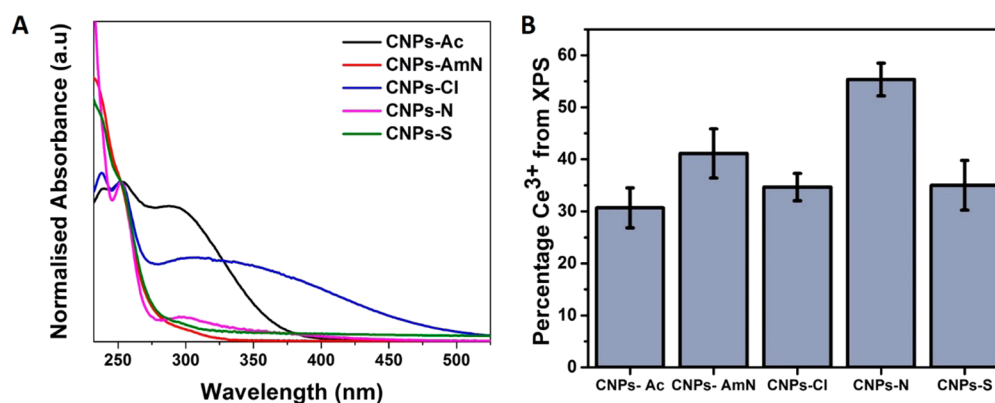 A
Normalised Absorbance (a.u)
CNPs-Ac
CNPs-AmN
CNPs-Cl
CNPs-N
CNPs-S
250 300 350 400 450 500
Wavelength (nm)
B
Percentage Ce³⁺ from XPS
60
50
40
30
20
10
0
CNPs- Ac CNPs- AmN CNPs-Cl CNPs-N CNPs-S